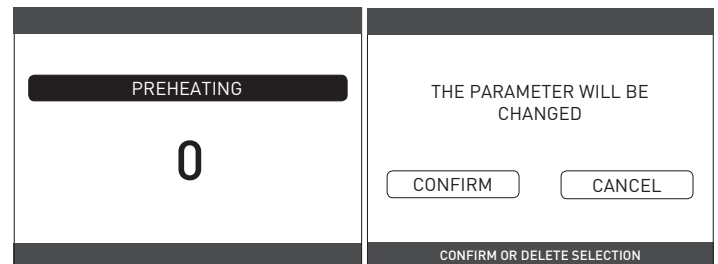 PREHEATING
0
THE PARAMETER WILL BE
CHANGED
CONFIRM
CANCEL
CONFIRM OR DELETE SELECTION